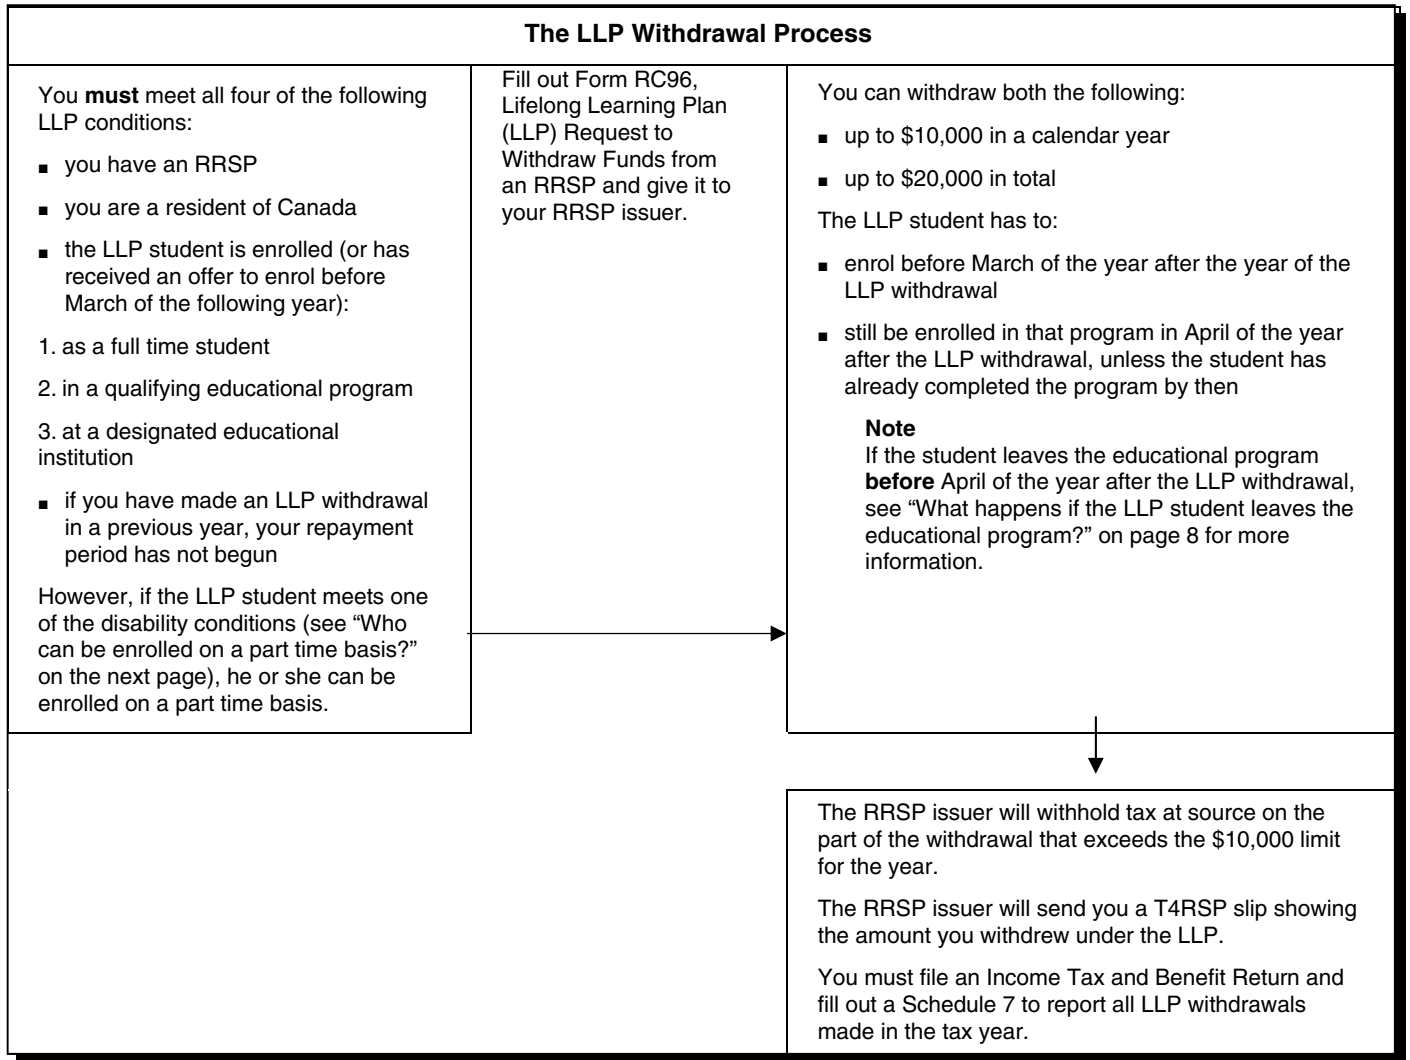 The LLP Withdrawal Process
You must meet all four of the following
LLP conditions:
■ you have an RRSP
■ you are a resident of Canada
■ the LLP student is enrolled (or has
received an offer to enrol before
March of the following year):
1. as a full time student
2. in a qualifying educational program
3. at a designated educational
institution
■ if you have made an LLP withdrawal
in a previous year, your repayment
period has not begun
However, if the LLP student meets one
of the disability conditions (see “Who
can be enrolled on a part time basis?”
on the next page), he or she can be
enrolled on a part time basis.
Fill out Form RC96,
Lifelong Learning Plan
(LLP) Request to
Withdraw Funds from
an RRSP and give it to
your RRSP issuer.
You can withdraw both the following:
■ up to $10,000 in a calendar year
■ up to $20,000 in total
The LLP student has to:
■ enrol before March of the year after the year of the
LLP withdrawal
■ still be enrolled in that program in April of the year
after the LLP withdrawal, unless the student has
already completed the program by then
Note
If the student leaves the educational program
before April of the year after the LLP withdrawal,
see “What happens if the LLP student leaves the
educational program?” on page 8 for more
information.
The RRSP issuer will withhold tax at source on the
part of the withdrawal that exceeds the $10,000 limit
for the year.
The RRSP issuer will send you a T4RSP slip showing
the amount you withdrew under the LLP.
You must file an Income Tax and Benefit Return and
fill out a Schedule 7 to report all LLP withdrawals
made in the tax year.